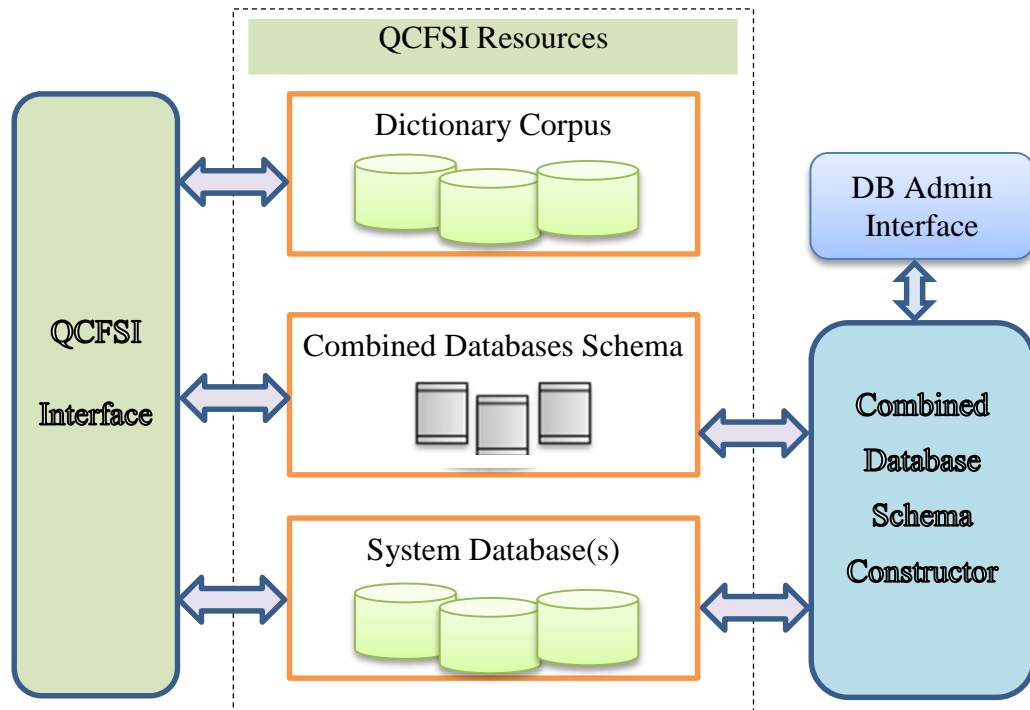 QCFSI Resources
QCFSI
Interface
Dictionary Corpus
Combined Databases Schema
System Database(s)
DB Admin
Interface
Combined
Database
Schema
Constructor